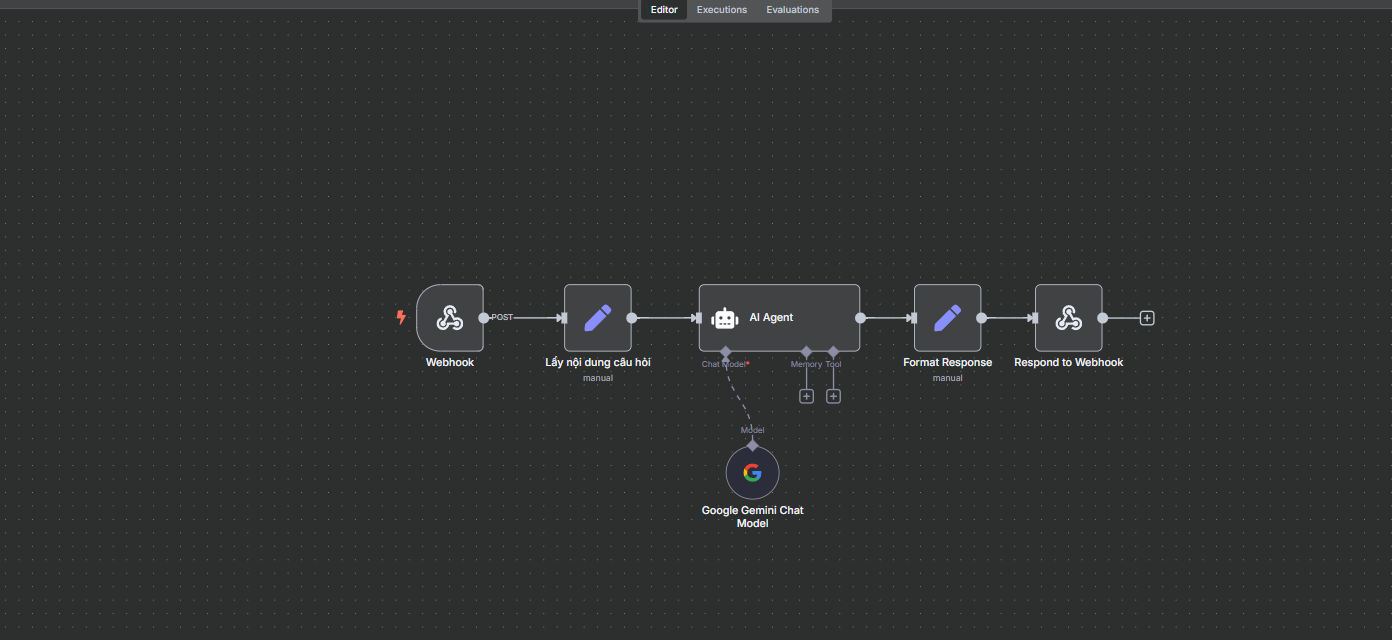 Editor
Executions
Evaluations
POST
AI Agent
Webhook
Lấy nội dung câu hỏi
manual
Chat Model*
Memory
Tool
Format Response
manual
Respond to Webhook
Model
Google Gemini Chat
Model